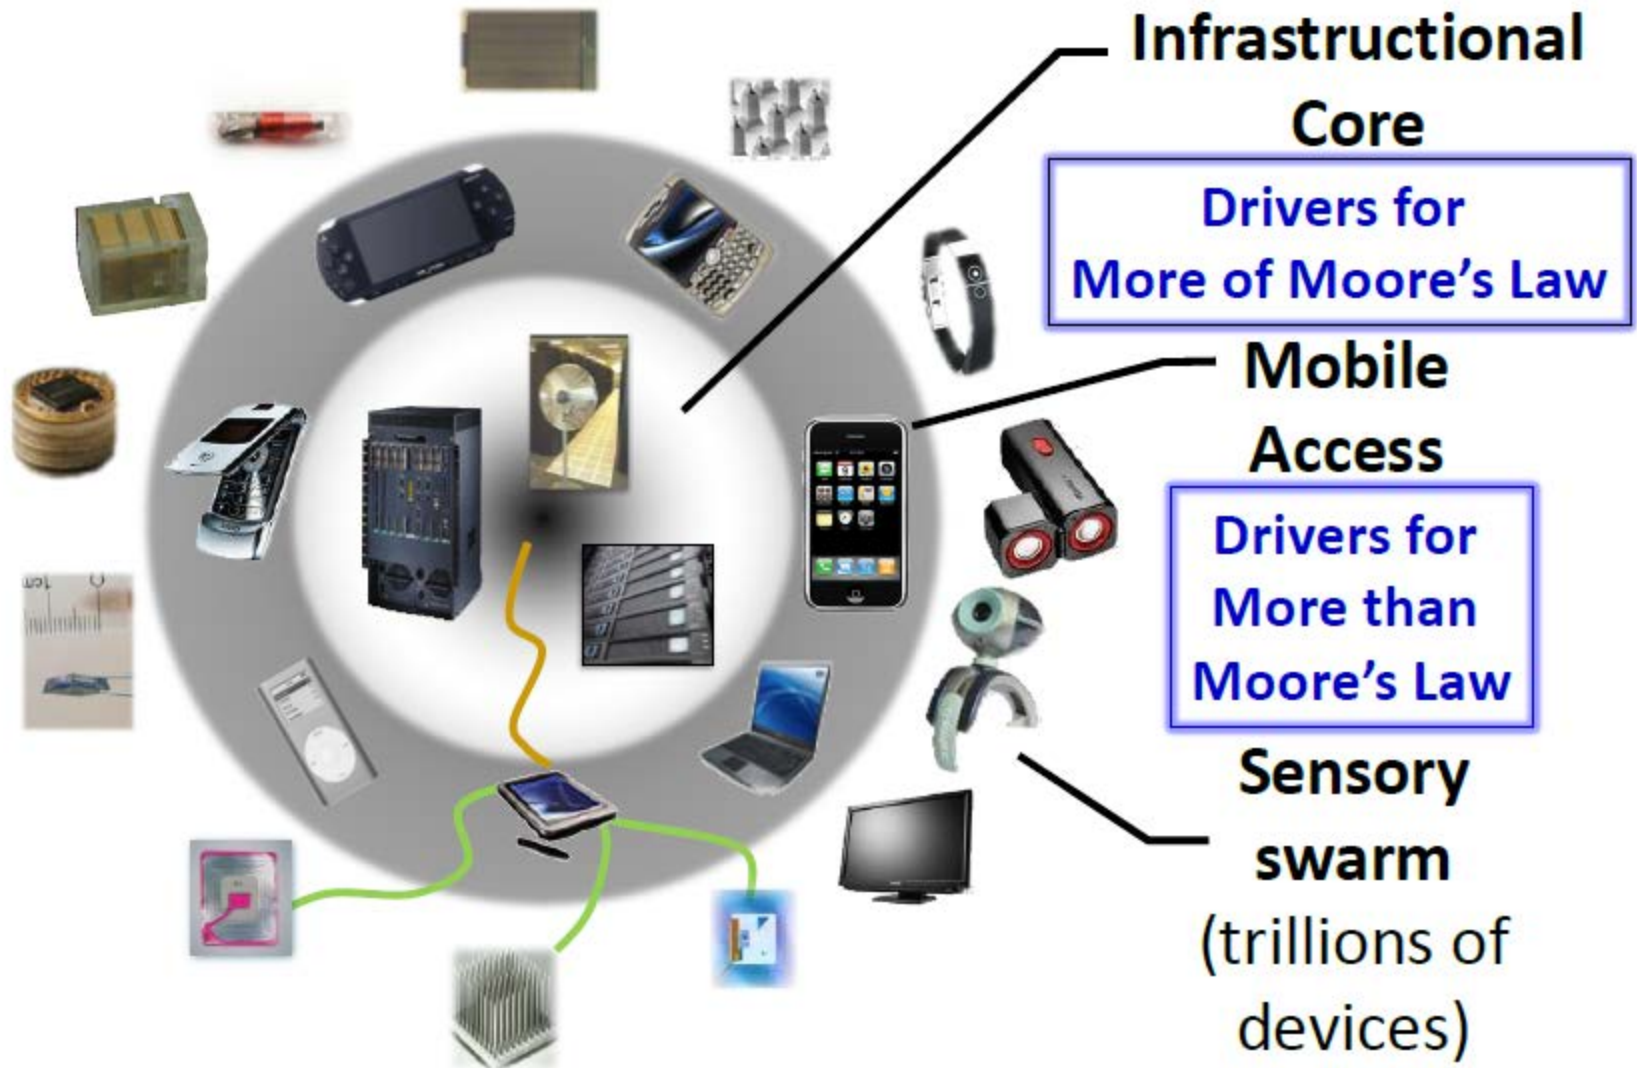 Infrastructional
Core
Drivers for
More of Moore's Law
Mobile
Access
Drivers for
More than
Moore's Law
Sensory
swarm
(trillions of
devices)
1cm